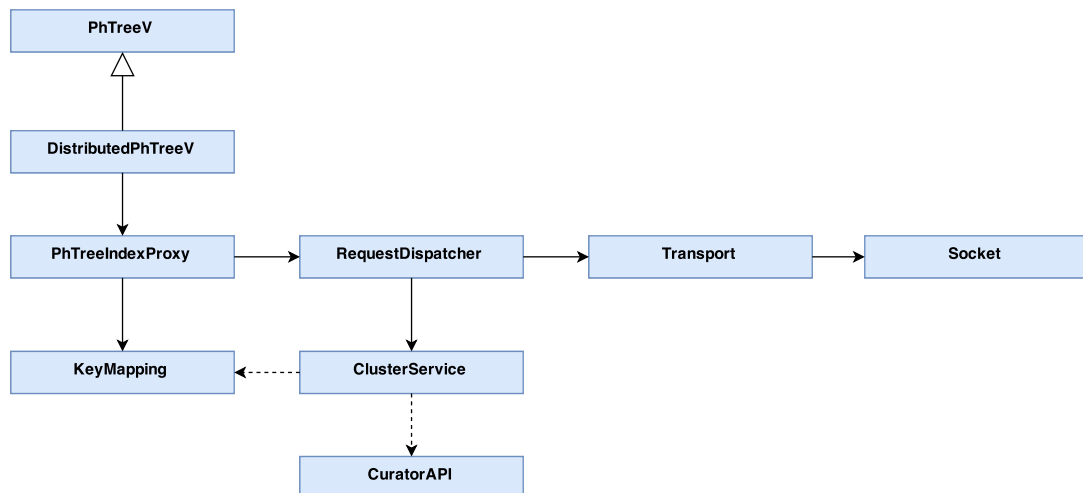 PhTreeV
DistributedPhTreeV
PhTreeIndexProxy
RequestDispatcher
Transport
Socket
KeyMapping
ClusterService
CuratorAPI